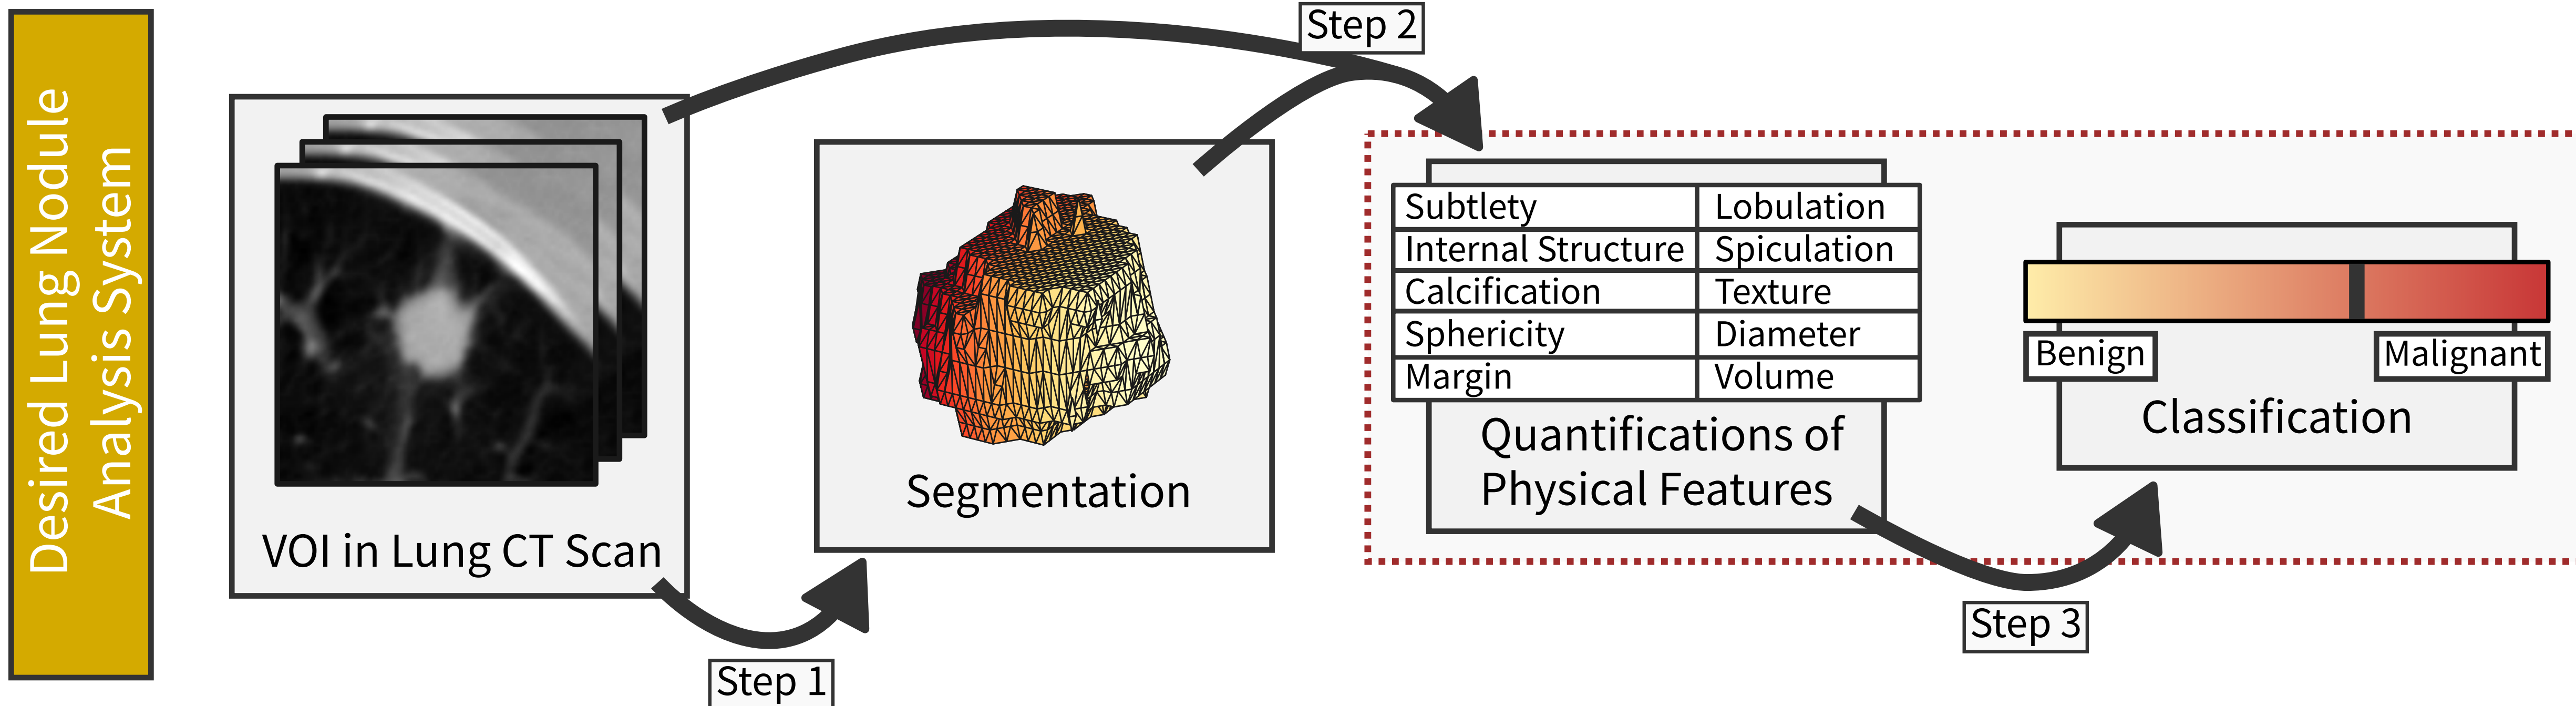 Desired Lung Nodule
Analysis System
VOI in Lung CT Scan
Step 1
Segmentation
Step 2
Subtlety Lobulation
Internal Structure Spiculation
Calcification Texture
Sphericity Diameter
Margin Volume
Quantifications of
Physical Features
Step 3
Benign Malignant
Classification